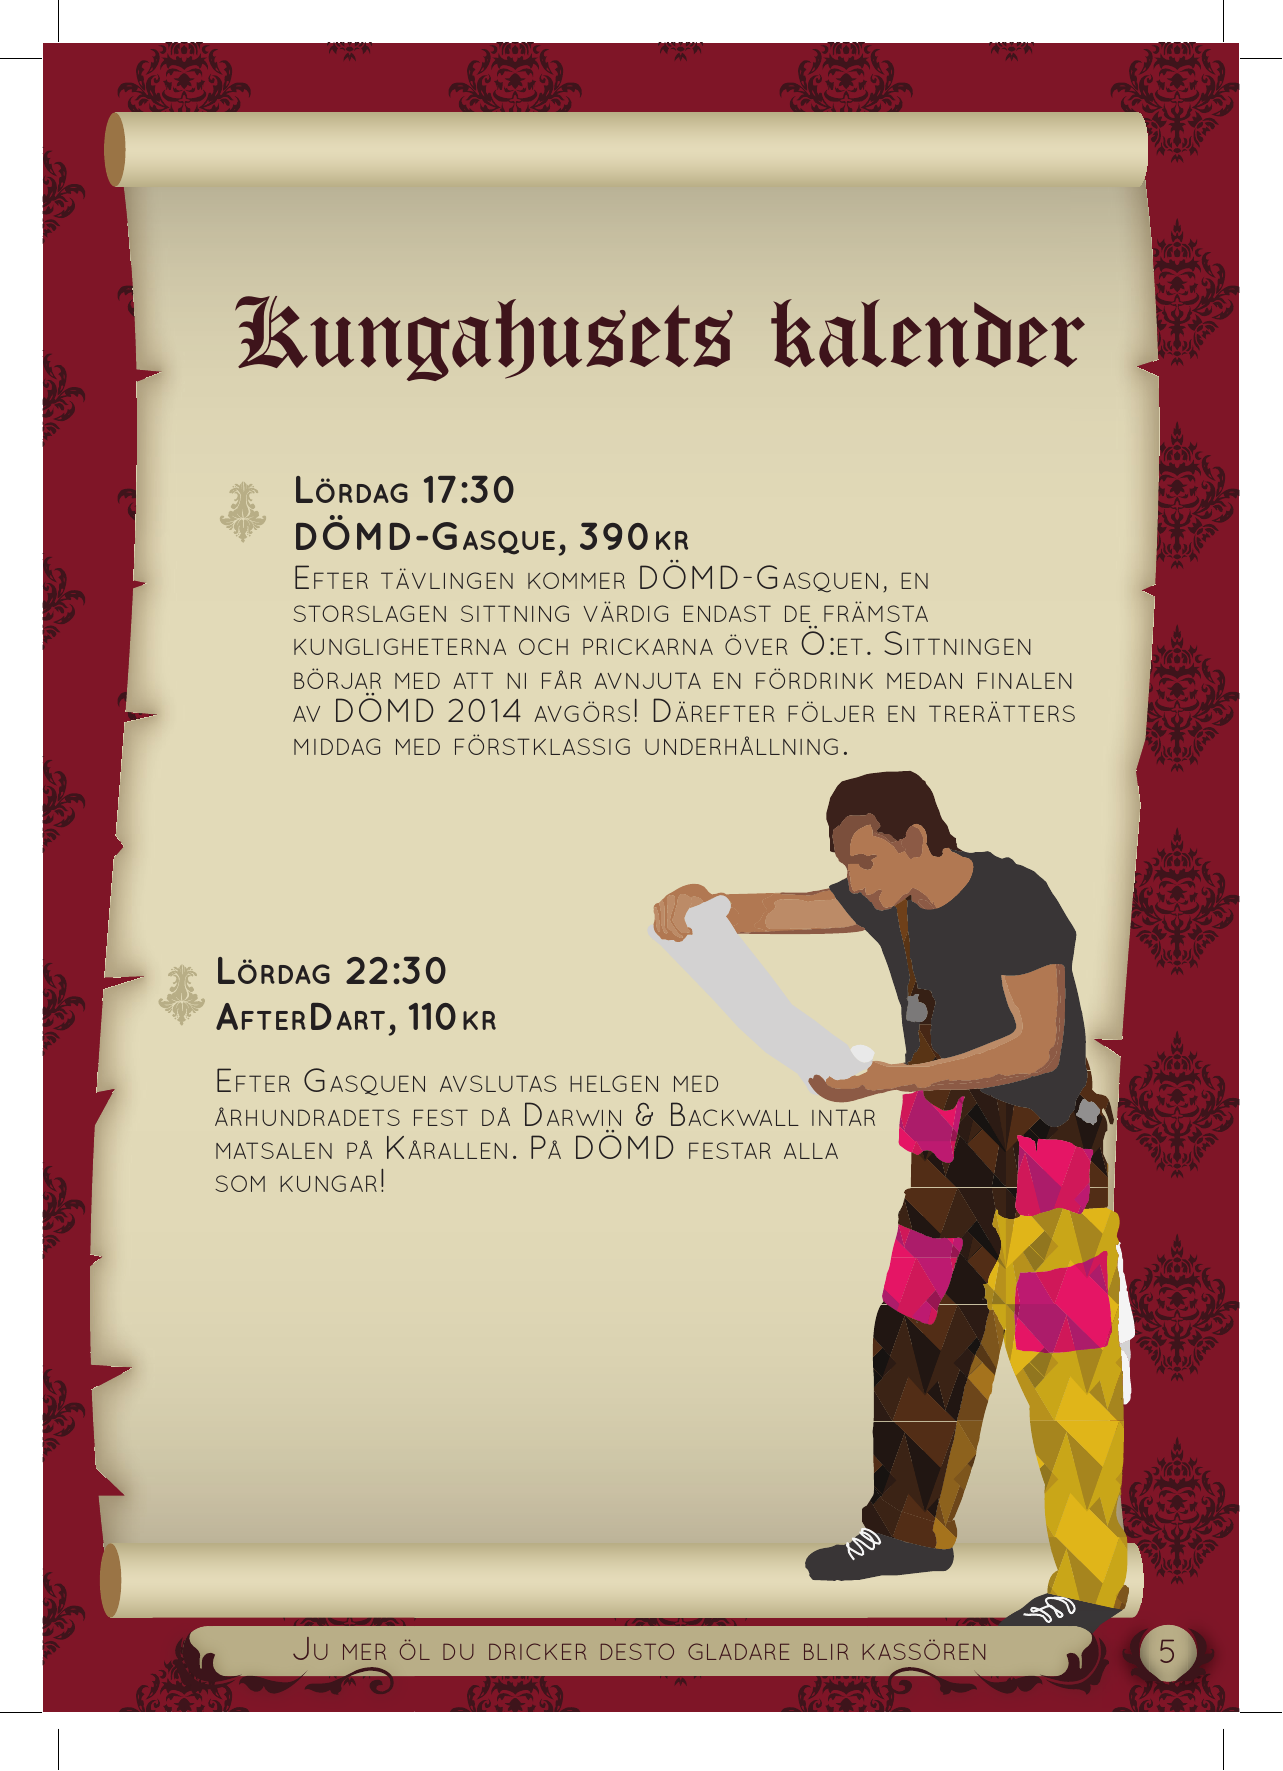 Kungahusets kalender
Lördag 17:30
DÖMD-Gasque, 390 kr
Efter tävlingen kommer DÖMD-Gasquen, en
storslagen sittning värdig endast de främsta
kungligheterna och prickarna över Ö:et. Sittningen
börjar med att ni får avnjuta en fördrink medan finalen
av DÖMD 2014 avgörs! Därefter följer en trerätters
middag med förstklassig underhållning.
Lördag 22:30
AfterDart, 110 kr
Efter Gasquen avslutas helgen med
århundradets fest då Darwin & Backwall intar
matsalen på Kårallen. På DÖMD festar alla
som kungar!
Ju mer öl du dricker desto gladare blir kassören
5